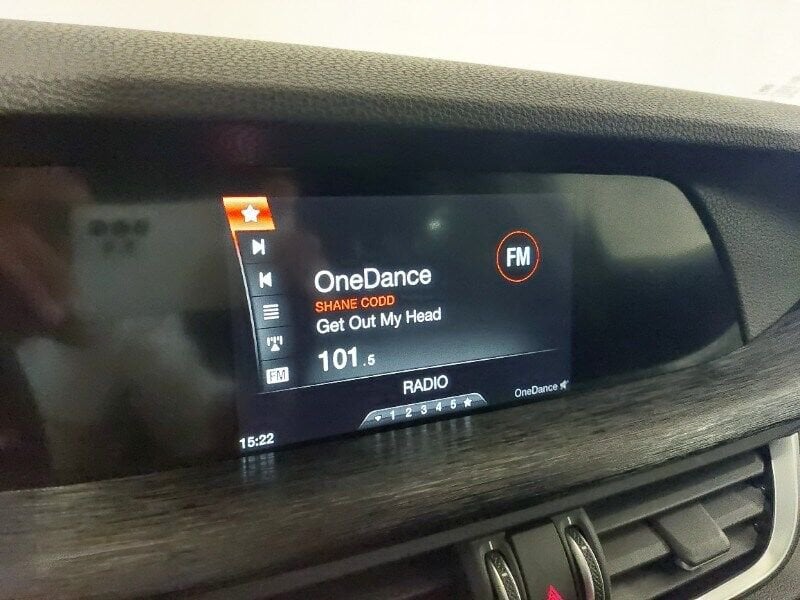 OneDance
FM
SHANE CODD
Get Out My Head
101.5
FM
RADIO
1 2 3 4 5
OneDance
15:22